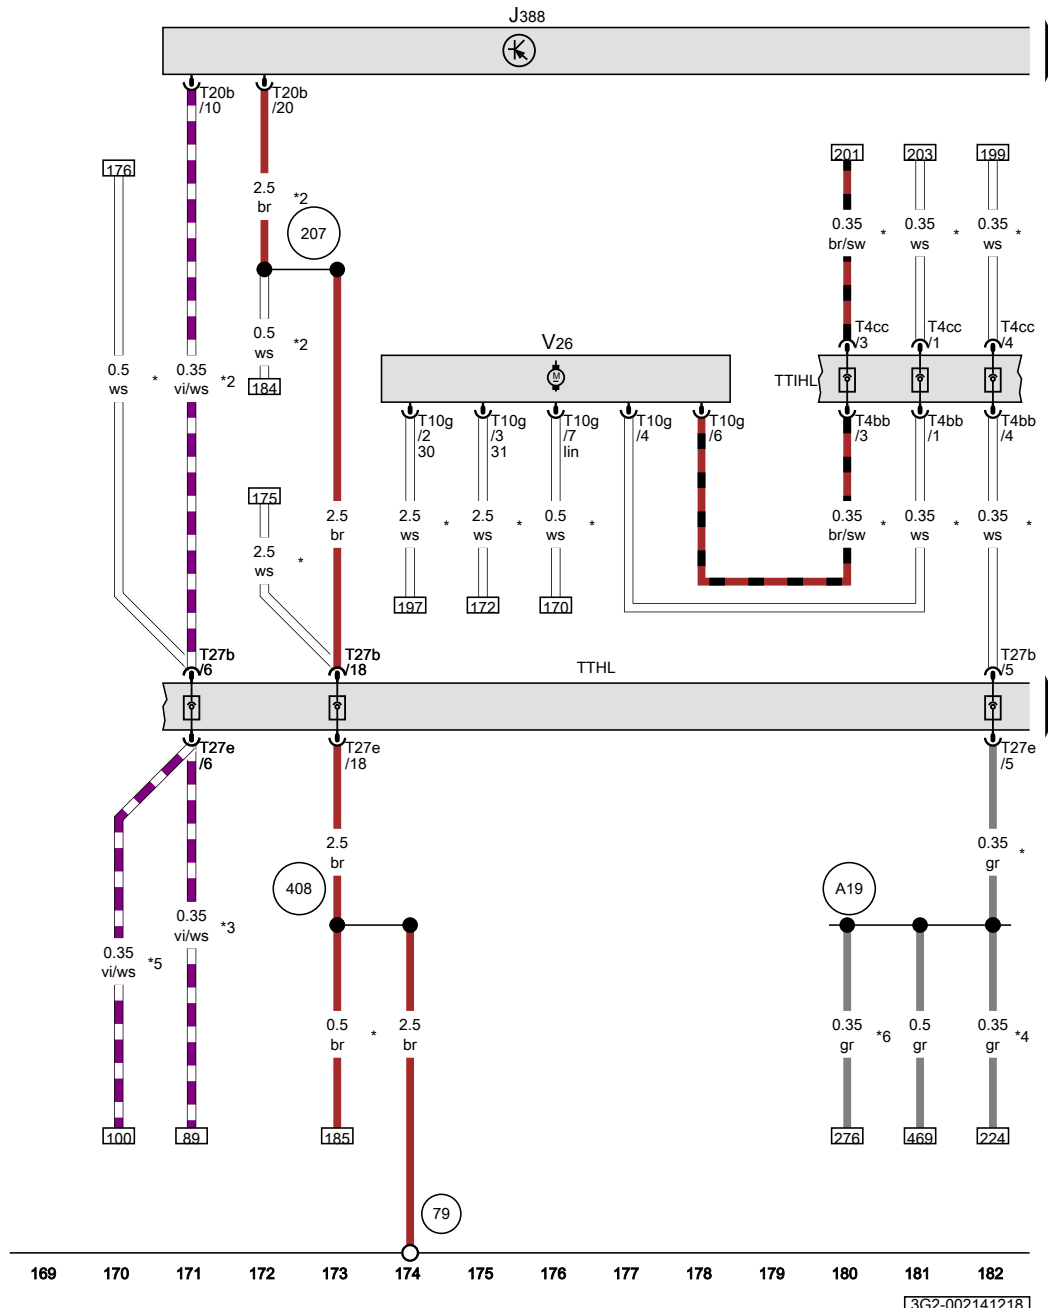 J388
T20b
/10
T20b
/20
176
201
203
199
2.5
br
*2
207
0.35
br/sw
*
0.35
ws
*
0.35
ws
*
0.5
ws
*2
184
V26
M
T4cc
/3
T4cc
/1
T4cc
/4
TTIHL
0.5
ws
*
0.35
vi/ws
*2
T10g
/2
30
T10g
/3
31
T10g
/7
lin
T10g
/4
T10g
/6
T4bb
/3
T4bb
/1
T4bb
/4
175
2.5
ws
*
2.5
br
2.5
ws
*
2.5
ws
*
0.5
ws
*
0.35
br/sw
*
0.35
ws
*
0.35
ws
*
197
172
170
T27b
/6
T27b
/18
TTHL
T27b
/5
T27e
/6
T27e
/18
T27e
/5
2.5
br
0.35
gr
*
408
A19
0.35
vi/ws
*5
0.35
vi/ws
*3
0.5
br
*
2.5
br
0.35
gr
*6
0.5
gr
0.35
gr
*4
100
89
185
276
469
224
79
169 170 171 172 173 174 175 176 177 178 179 180 181 182
3G2-002141218